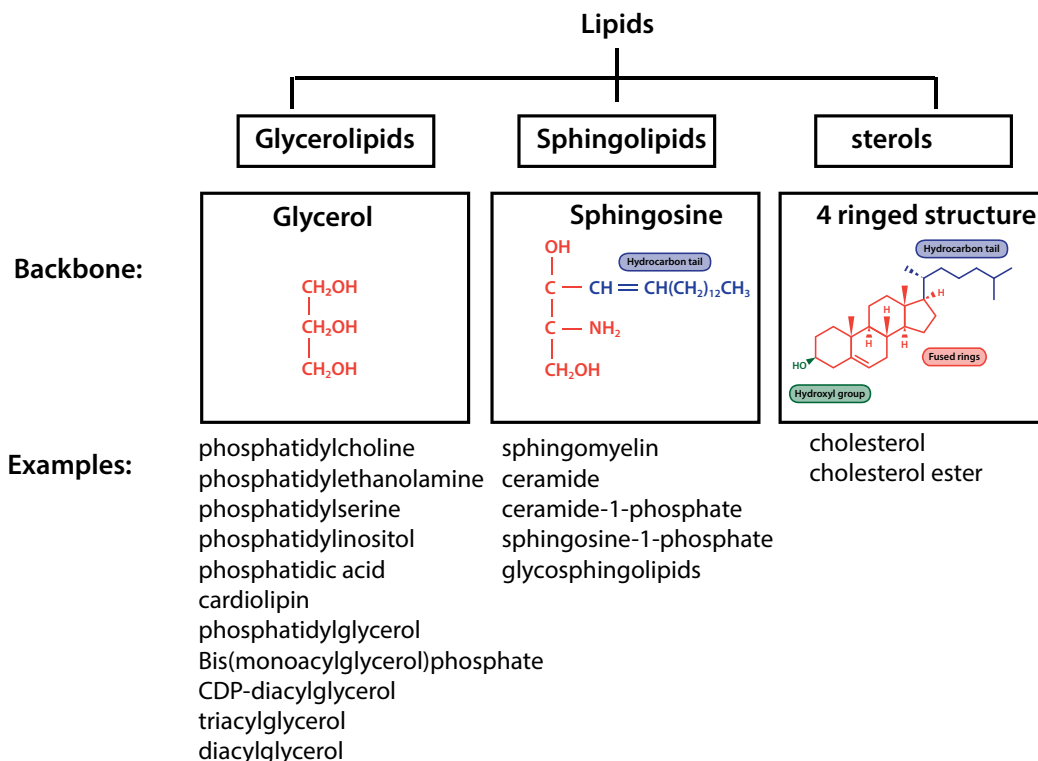 Lipids
Glycerolipids
Sphingolipids
sterols
Backbone:
Glycerol
CH₂OH
CH₂OH
CH₂OH
Sphingosine
OH
Hydrocarbon tail
C CH CH(CH₂)₁₂CH₃
C NH₂
CH₂OH
4 ringed structure
Hydrocarbon tail
H
H
H
H
HO
Fused rings
Hydroxyl group
Examples:
phosphatidylcholine
phosphatidylethanolamine
phosphatidylserine
phosphatidylinositol
phosphatidic acid
cardiolipin
phosphatidylglycerol
Bis(monoacylglycerol)phosphate
CDP-diacylglycerol
triacylglycerol
diacylglycerol
sphingomyelin
ceramide
ceramide-1-phosphate
sphingosine-1-phosphate
glycosphingolipids
cholesterol
cholesterol ester